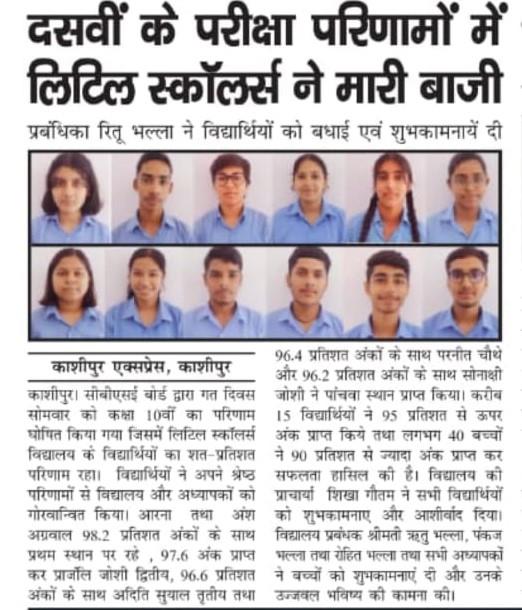 दसवीं के परीक्षा परिणामों में
लिटिल स्कॉलर्स ने मारी बाजी
प्रबंधिका रितू भल्ला ने विद्यार्थियों को बधाई एवं शुभकामनायें दी
काशीपुर एक्सप्रेस, काशीपुर
काशीपुर। सीबीएसई बोर्ड द्वारा गत दिवस
सोमवार को कक्षा 10वीं का परिणाम
घोषित किया गया जिसमें लिटिल स्कॉलर्स
विद्यालय के विद्यार्थियों का शत-प्रतिशत
परिणाम रहा। विद्यार्थियों ने अपने श्रेष्ठ
परिणामों से विद्यालय और अध्यापकों को
गोरवान्वित किया। आरना तथा अंश
अग्रवाल 98.2 प्रतिशत अंकों के साथ
प्रथम स्थान पर रहे , 97.6 अंक प्राप्त
कर प्रार्जलि जोशी द्वितीय, 96.6 प्रतिशत
अंकों के साथ अदिति सुयाल तृतीय तथा
96.4 प्रतिशत अंकों के साथ परनीत चौथे
और 96.2 प्रतिशत अंकों के साथ सोनाक्षी
जोशी ने पांचवा स्थान प्राप्त किया। करीब
15 विद्यार्थियों ने 95 प्रतिशत से ऊपर
अंक प्राप्त किये तथा लगभग 40 बच्चों
ने 90 प्रतिशत से ज्यादा अंक प्राप्त कर
सफलता हासिल की है। विद्यालय की
प्राचार्या शिखा गौतम ने सभी विद्यार्थियों
को शुभकामनाए और आशीर्वाद दिया।
विद्यालय प्रबंधक श्रीमती ऋतु भल्ला, पंकज
भल्ला तथा रोहित भल्ला तथा सभी अध्यापकों
ने बच्चों को शुभकामनाएं दी और उनके
उज्जवल भविष्य की कामना की।